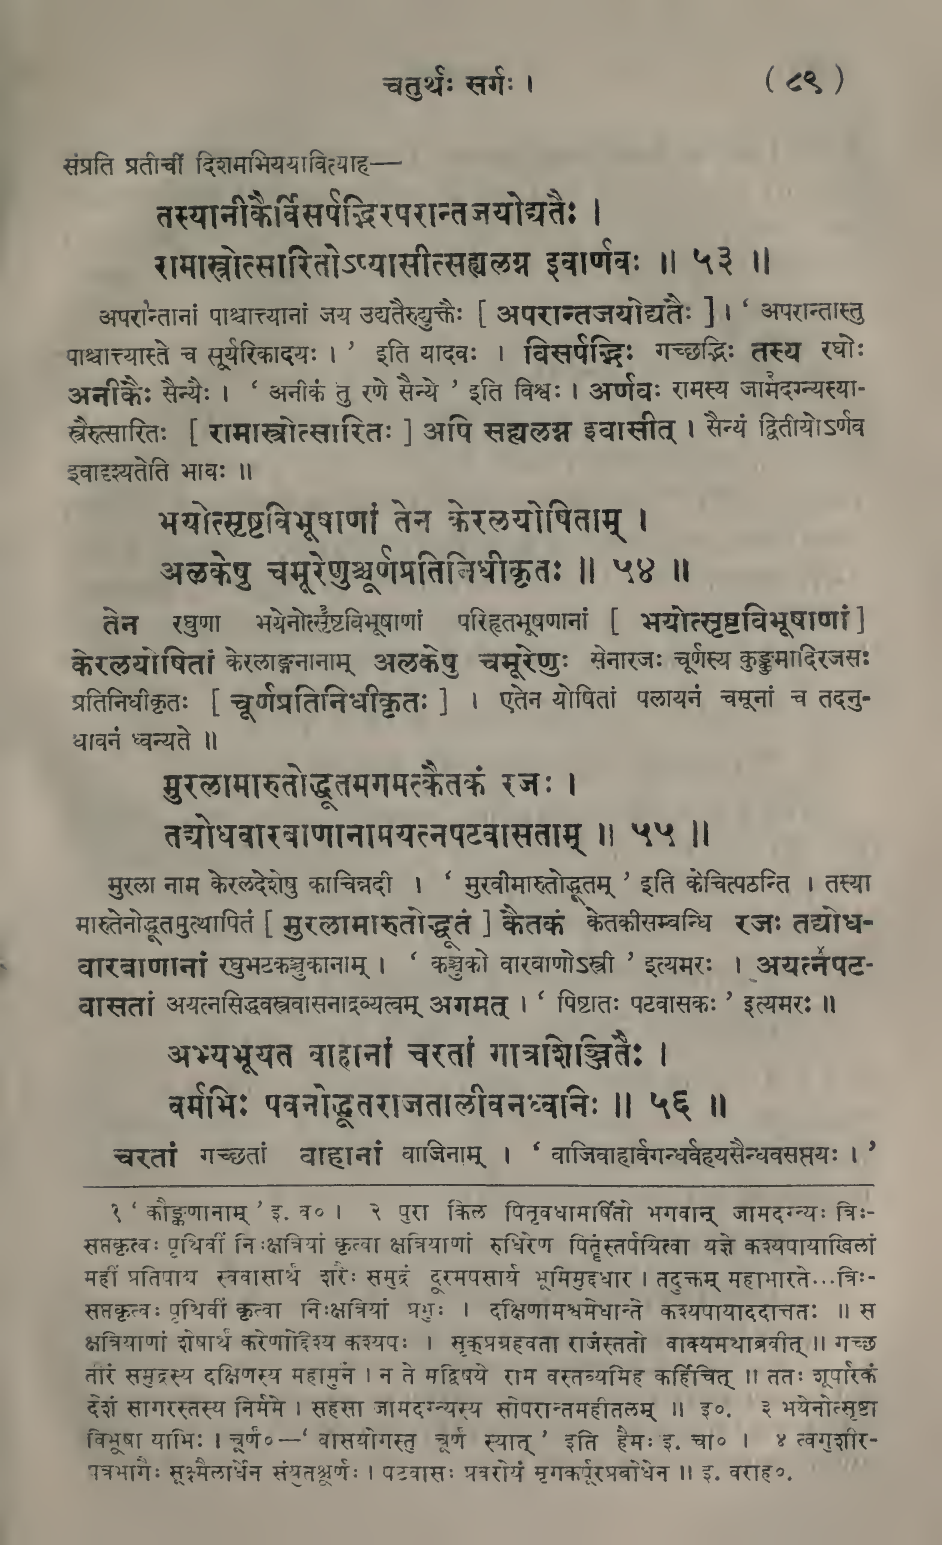 चतुर्थः सर्गः । ( ८९ )
संप्रति प्रतीचीं दिशमभिययावित्याह—
तस्यानीकैर्विसर्पद्भिरपरान्तजयोद्यतैः ।
रामास्त्रोत्सारितोऽप्यासीत्सह्यलग्न इवार्णवः ॥ ५३ ॥
अपरान्तानां पाश्चात्त्यानां जय उद्यतैरुद्युक्तैः [ अपरान्तजयोद्यतैः ] । ‘ अपरान्तास्तु
पाश्चात्त्यास्ते च सूर्यरिकादयः । ’ इति यादवः । विसर्पद्भिः गच्छद्भिः तस्य रघोः
अनीकैः सैन्यैः । ‘ अनीकं तु रणे सैन्ये ’ इति विश्वः । अर्णवः रामस्य जामदग्न्यस्या-
स्त्रैरुत्सारितः [ रामास्त्रोत्सारितः ] अपि सह्यलग्न इवासीत् । सैन्यं द्वितीयोऽर्णव
इवादृश्यतेति भावः ॥
भयोत्सृष्टविभूषाणां तेन केरलयोषिताम् ।
अळकेषु चमूरेणुश्चूर्णप्रतिनिधीकृतः ॥ ५४ ॥
तेन रघुणा भयेनोत्सृष्टविभूषाणां परिहृतभूषणानां [ भयोत्सृष्टविभूषाणां ]
केरलयोषितां केरलाङ्गनानाम् अलकेषु चमूरेणुः सेनारजः चूर्णस्य कुङ्कुमादिरजसः
प्रतिनिधीकृतः [ चूर्णप्रतिनिधीकृतः ] । एतेन योषितां पलायनं चमूनां च तदनु-
धावनं ध्वन्यते ॥
मुरलामारुतोद्धूतमगमत्कैतकं रजः ।
तद्योधवारबाणानामयत्नपटवासताम् ॥ ५५ ॥
मुरला नाम केरलदेशेषु काचिन्नदी । ‘ मुरवीमारुतोद्धूतम् ’ इति केचित्पठन्ति । तस्या
मारुतेनोद्धूतमुत्थापितं [ मुरलामारुतोद्धूतं ] कैतकं केतकीसम्बन्धि रजः तद्योध-
वारबाणानां रघुभटकञ्चुकानाम् । ‘ कञ्चुको वारबाणोऽस्त्री ’ इत्यमरः । अयत्नपट-
वासतां अयत्नसिद्धवस्त्रवासनाद्रव्यत्वम् अगमत् । ‘ पिष्टातः पटवासकः ’ इत्यमरः ॥
अभ्यभूयत वाहानां चरतां गात्रशिञ्जितैः ।
वर्मभिः पवनोद्धूतराजतालीवनध्वनिः ॥ ५६ ॥
चरतां गच्छतां वाहानां वाजिनाम् । ‘ वाजिवाहार्वगन्धर्वहयसैन्धवसप्तयः । ’
१ ‘ कौङ्कणानाम् ’ इ. व० । २ पुरा किल पितृवधामर्षितो भगवान् जामदग्न्यः त्रिः-
सप्तकृत्वः पृथिवीं निःक्षत्रियां कृत्वा क्षत्रियाणां रुधिरेण पितॄंस्तर्पयित्वा यज्ञे कश्यपायाखिलां
महीं प्रतिपाद्य स्ववासार्थं शरैः समुद्रं दूरमपसार्य भूमिमुद्दधार । तदुक्तम् महाभारते...त्रिः-
सप्तकृत्वः पृथिवीं कृत्वा निःक्षत्रियां प्रभुः । दक्षिणामश्वमेधान्ते कश्यपायाददात्ततः ॥ स
क्षत्रियाणां शेषार्थं करेणोद्दिश्य कश्यपः । स्रुक्प्रग्रहवता राजंस्ततो वाक्यमथाब्रवीत् ॥ गच्छ
तीरं समुद्रस्य दक्षिणस्य महामुने । न ते मद्विषये राम वस्तव्यमिह कर्हिचित् ॥ ततः शूर्पारकं
देशं सागरस्तस्य निर्ममे । सहसा जामदग्न्यस्य सोपरान्तमहीतलम् ॥ इ०. ३ भयेनोत्सृष्टा
विभूषा याभिः । चूर्ण०—‘ वासयोगस्तु चूर्णं स्यात् ’ इति हैमः इ. चा० । ४ त्वगुशीर-
पत्रभागैः सूक्ष्मैलार्धेन संयुतश्चूर्णः । पटवासः प्रवरोयं मृगकर्पूरप्रबोधेन ॥ इ. वराह०.